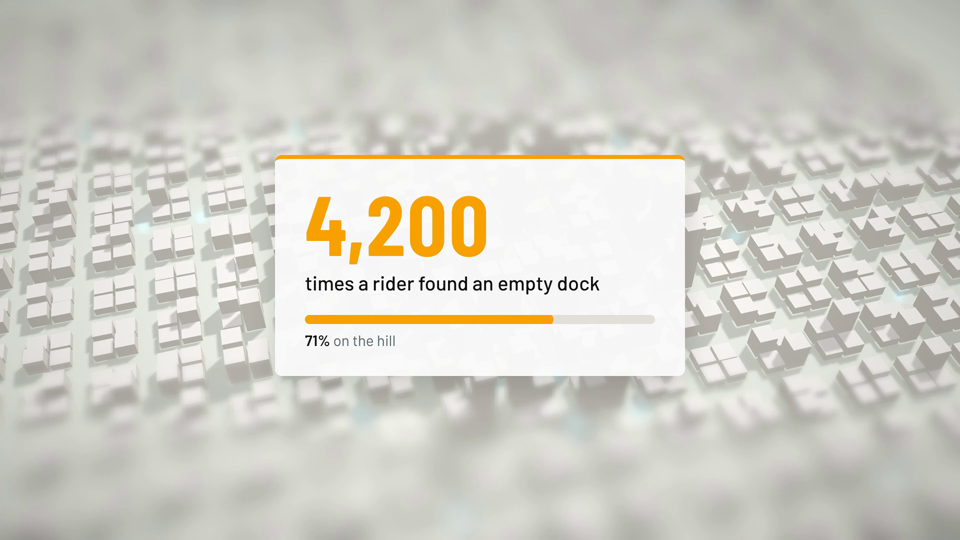 4,200
times a rider found an empty dock
71% on the hill